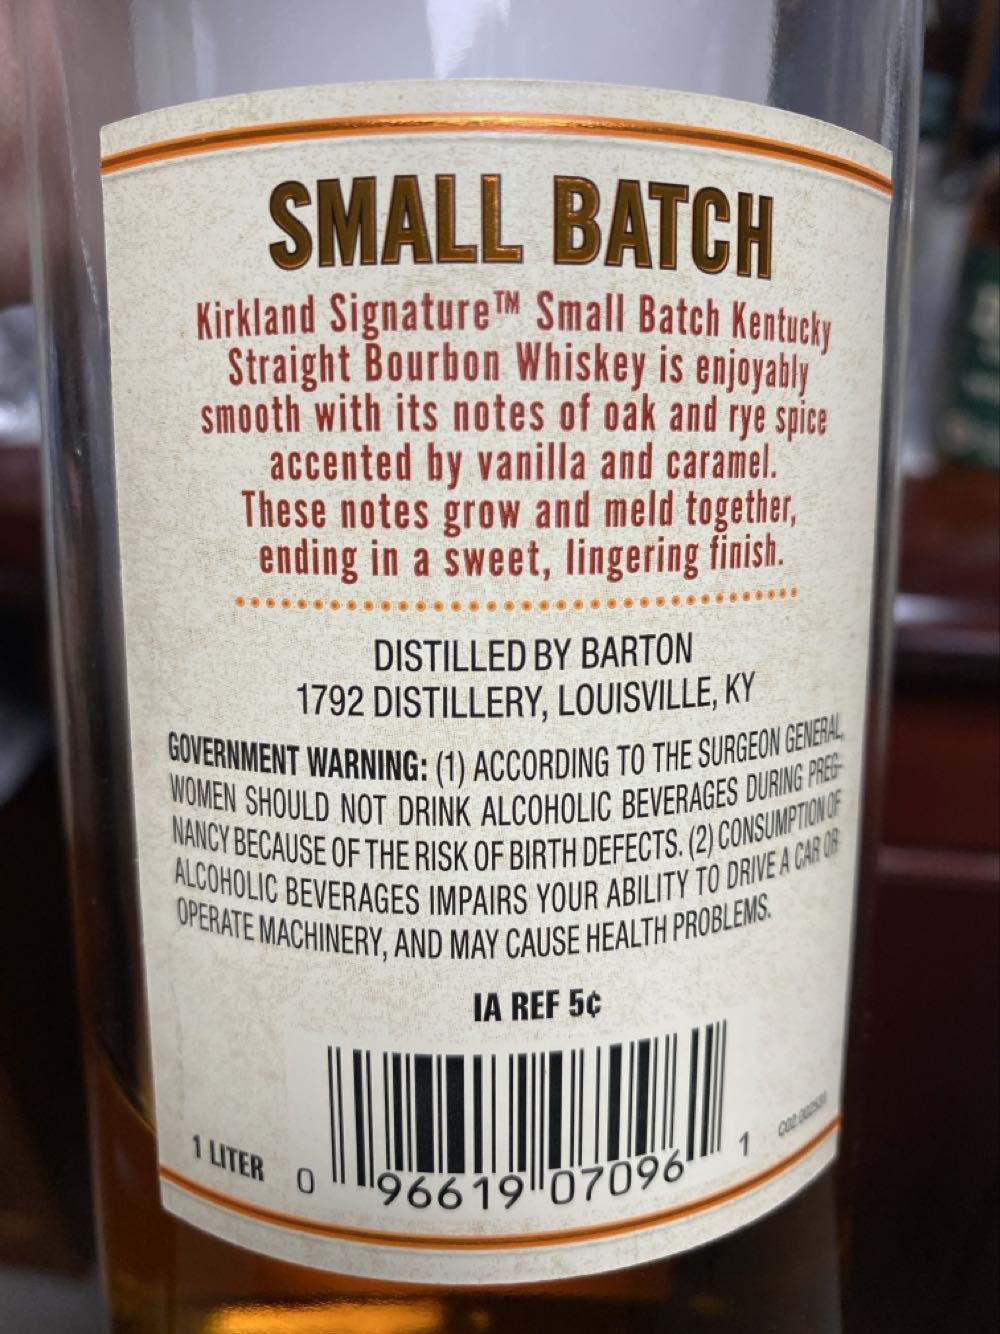 SMALL BATCH
Kirkland Signature™ Small Batch Kentucky
Straight Bourbon Whiskey is enjoyably
smooth with its notes of oak and rye spice
accented by vanilla and caramel.
These notes grow and meld together,
ending in a sweet, lingering finish.
DISTILLED BY BARTON
1792 DISTILLERY, LOUISVILLE, KY
GOVERNMENT WARNING: (1) ACCORDING TO THE SURGEON GENERAL,
WOMEN SHOULD NOT DRINK ALCOHOLIC BEVERAGES DURING PREG-
NANCY BECAUSE OF THE RISK OF BIRTH DEFECTS. (2) CONSUMPTION OF
ALCOHOLIC BEVERAGES IMPAIRS YOUR ABILITY TO DRIVE A CAR OR
OPERATE MACHINERY, AND MAY CAUSE HEALTH PROBLEMS.
IA REF 5¢
1 LITER
0 96619 07096 1